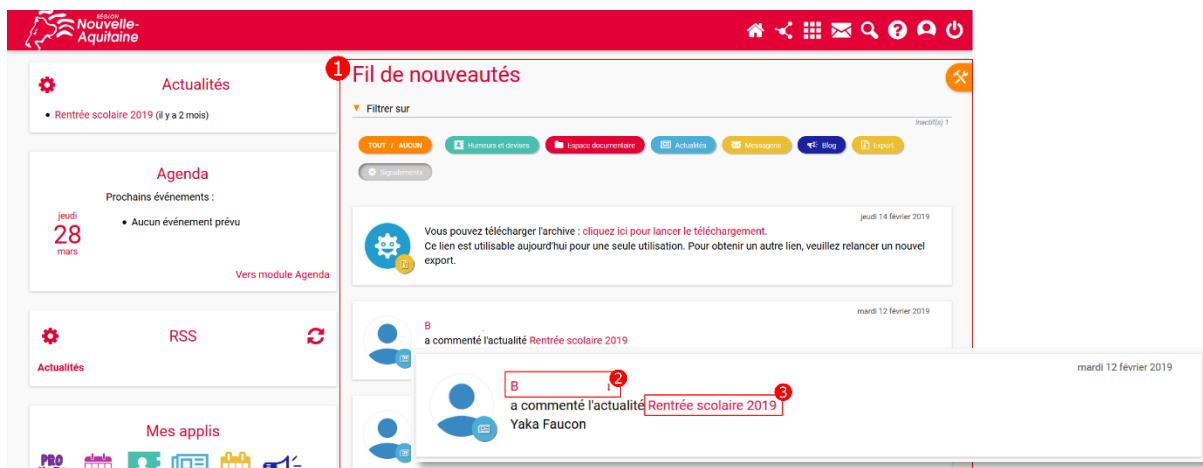 RÉGION
Nouvelle-
Aquitaine
Actualités
Rentrée scolaire 2019 (il y a 2 mois)
Agenda
Prochains événements :
jeudi
28
mars
Aucun événement prévu
Vers module Agenda
RSS
Actualités
Mes applis
PRO
1
Fil de nouveautés
Filtrer sur
Inactif(s) 1
TOUT / AUCUN
Humeurs et devises
Espace documentaire
Actualités
Messagerie
Blog
Export
Signalements
jeudi 14 février 2019
Vous pouvez télécharger l'archive : cliquez ici pour lancer le téléchargement.
Ce lien est utilisable aujourd'hui pour une seule utilisation. Pour obtenir un autre lien, veuillez relancer un nouvel
export.
mardi 12 février 2019
B
a commenté l'actualité Rentrée scolaire 2019
mardi 12 février 2019
B
2
a commenté l'actualité Rentrée scolaire 2019
3
Yaka Faucon